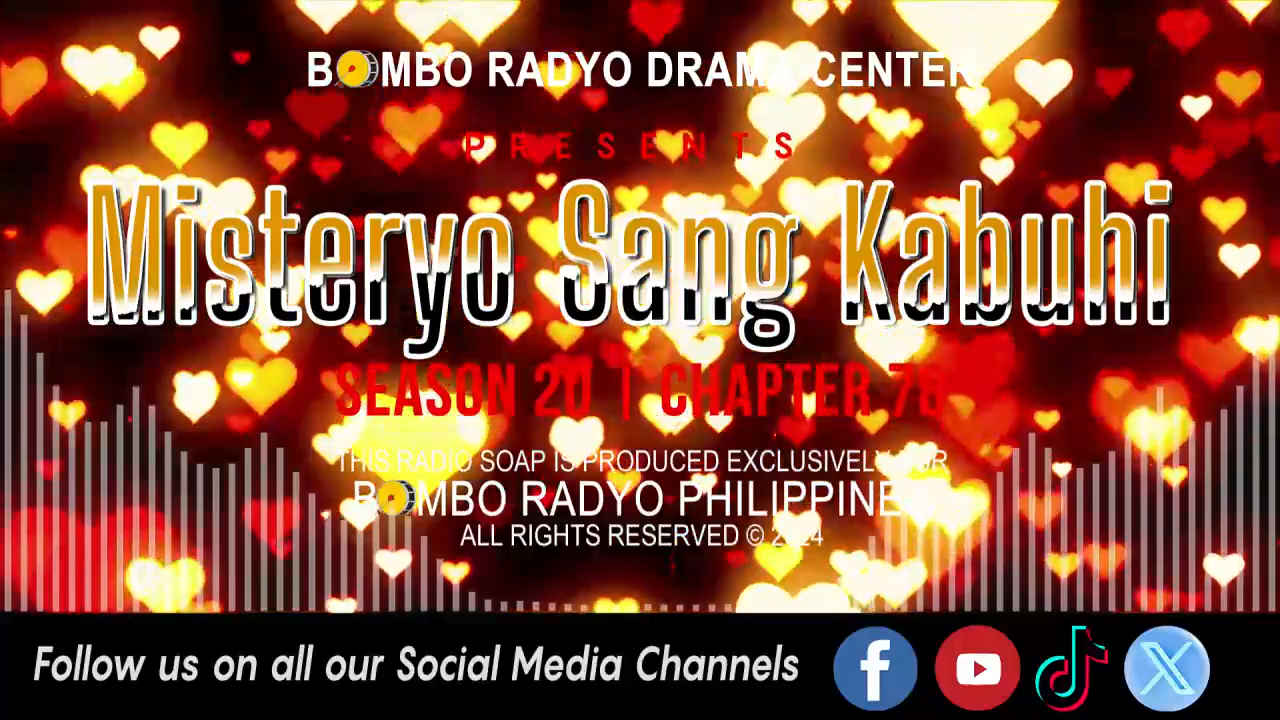 BOMBO RADYO DRAMA CENTER
PRESENTS
Misteryo Sang Kabuhi
SEASON 20 | CHAPTER
THIS RADIO SOAP IS PRODUCED EXCLUSIVELY FOR
BOMBO RADYO PHILIPPINES
ALL RIGHTS RESERVED © 2024
Follow us on all our Social Media Channels